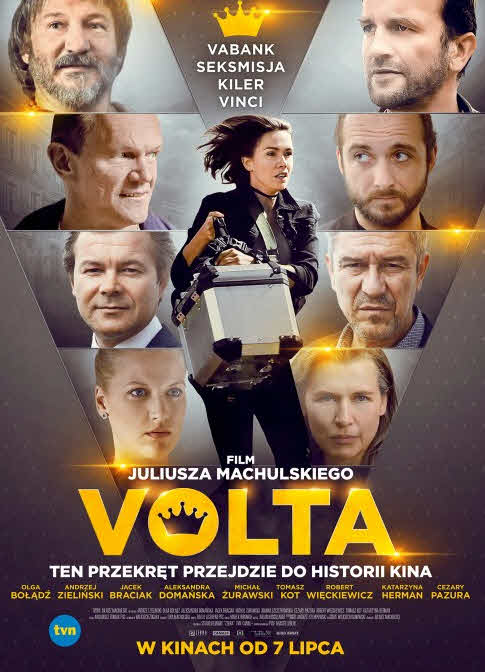 VABANK
SEKSMISJA
KILER
VINCI
FILM
JULIUSZA MACHULSKIEGO
VOLTA
TEN PRZEKRĘT PRZEJDZIE DO HISTORII KINA
OLGA BOŁĄDŹ ANDRZEJ ZIELIŃSKI JACEK BRACIAK ALEKSANDRA DOMAŃSKA MICHAŁ ŻURAWSKI TOMASZ KOT ROBERT WIĘCKIEWICZ KATARZYNA HERMAN CEZARY PAZURA
tvn
W KINACH OD 7 LIPCA